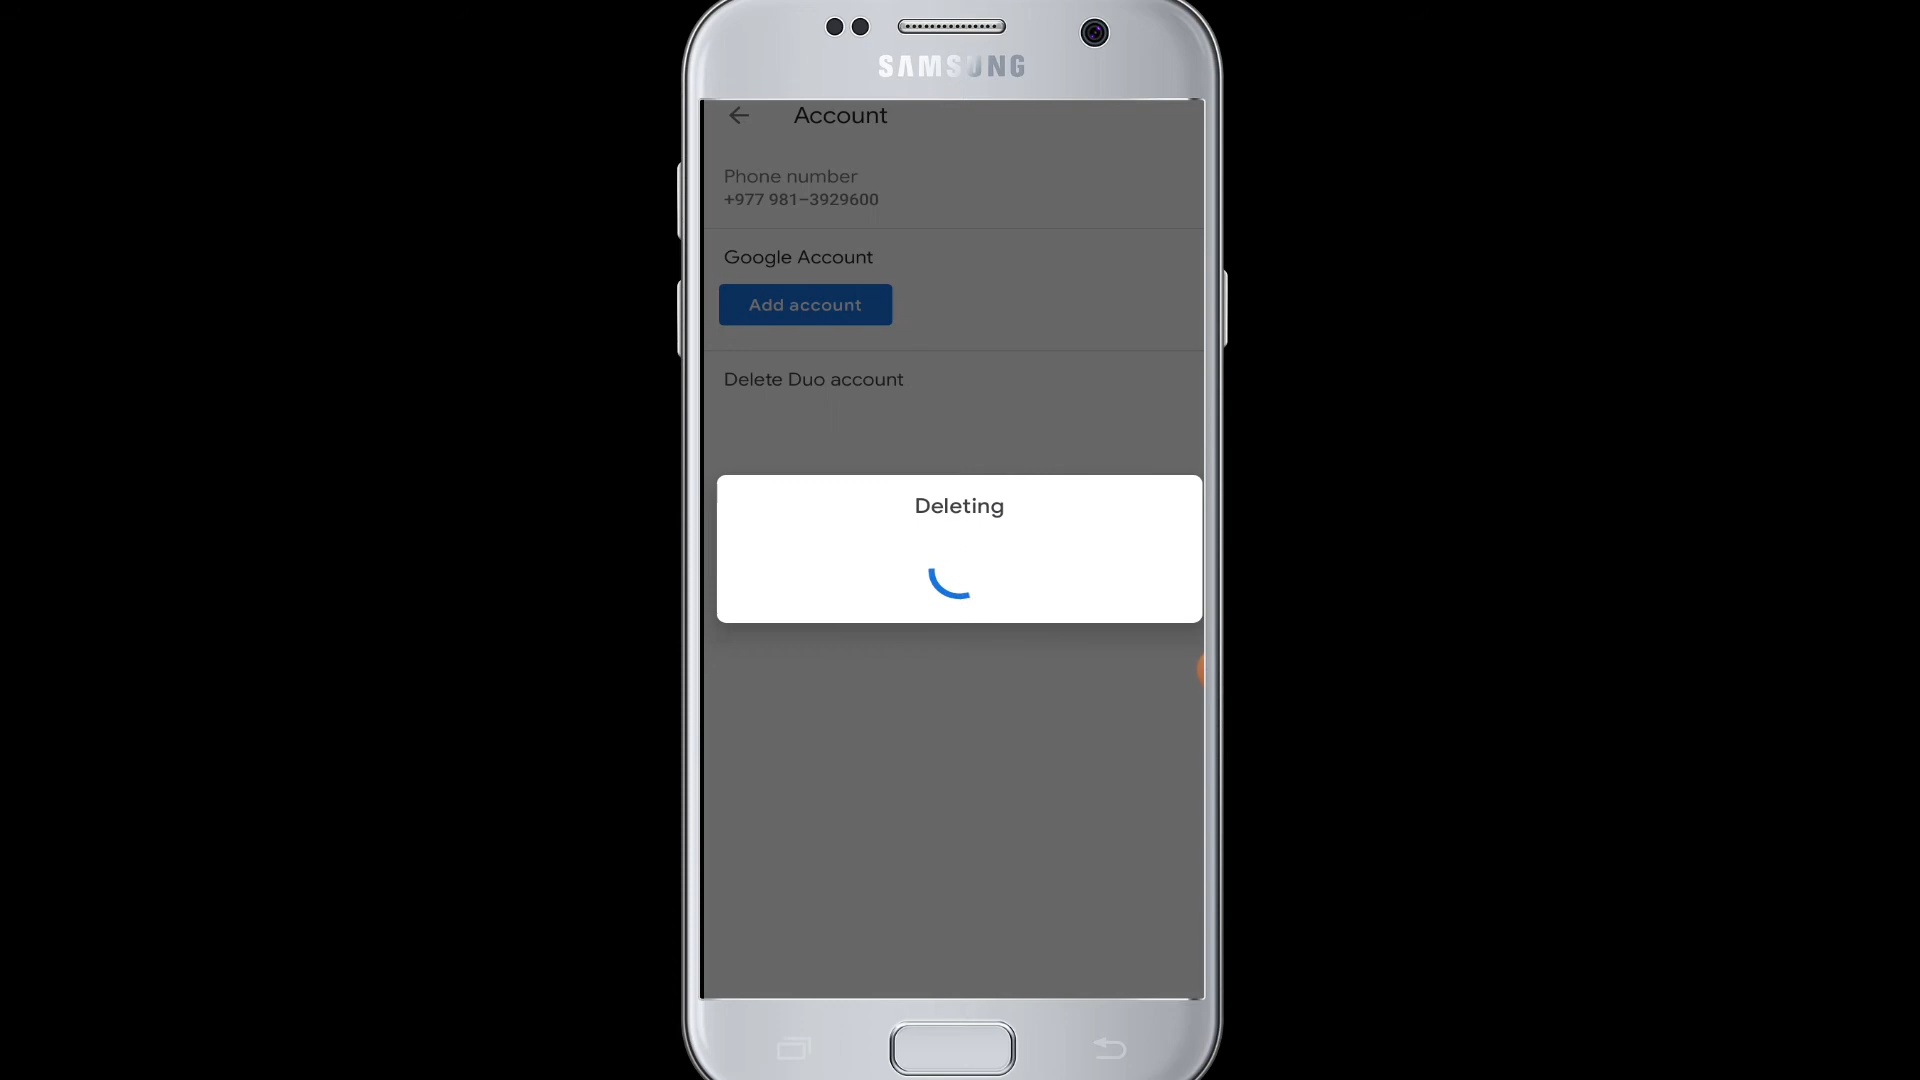 SAMSUNG
Account
Phone number
+977 981-3929600
Google Account
Add account
Delete Duo account
Deleting